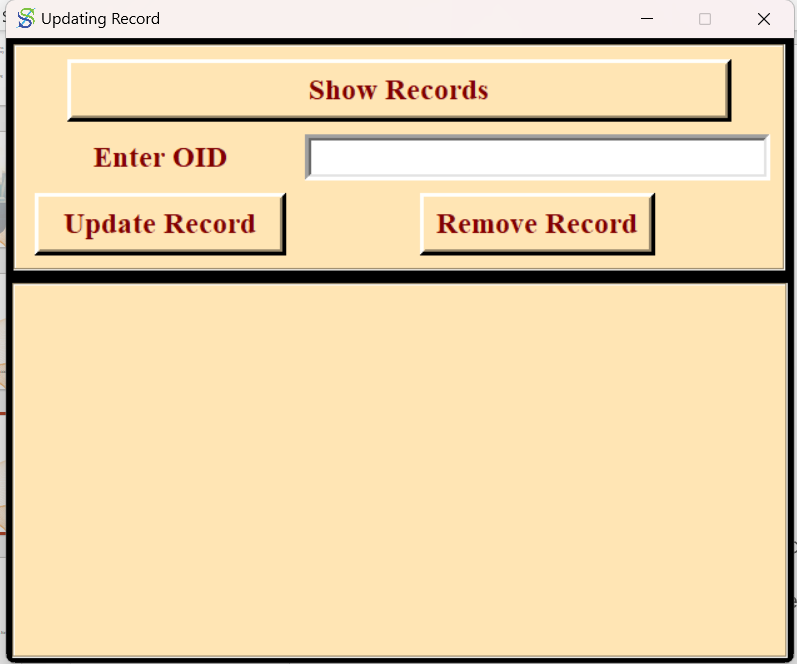 Updating Record
Show Records
Enter OID
Update Record
Remove Record